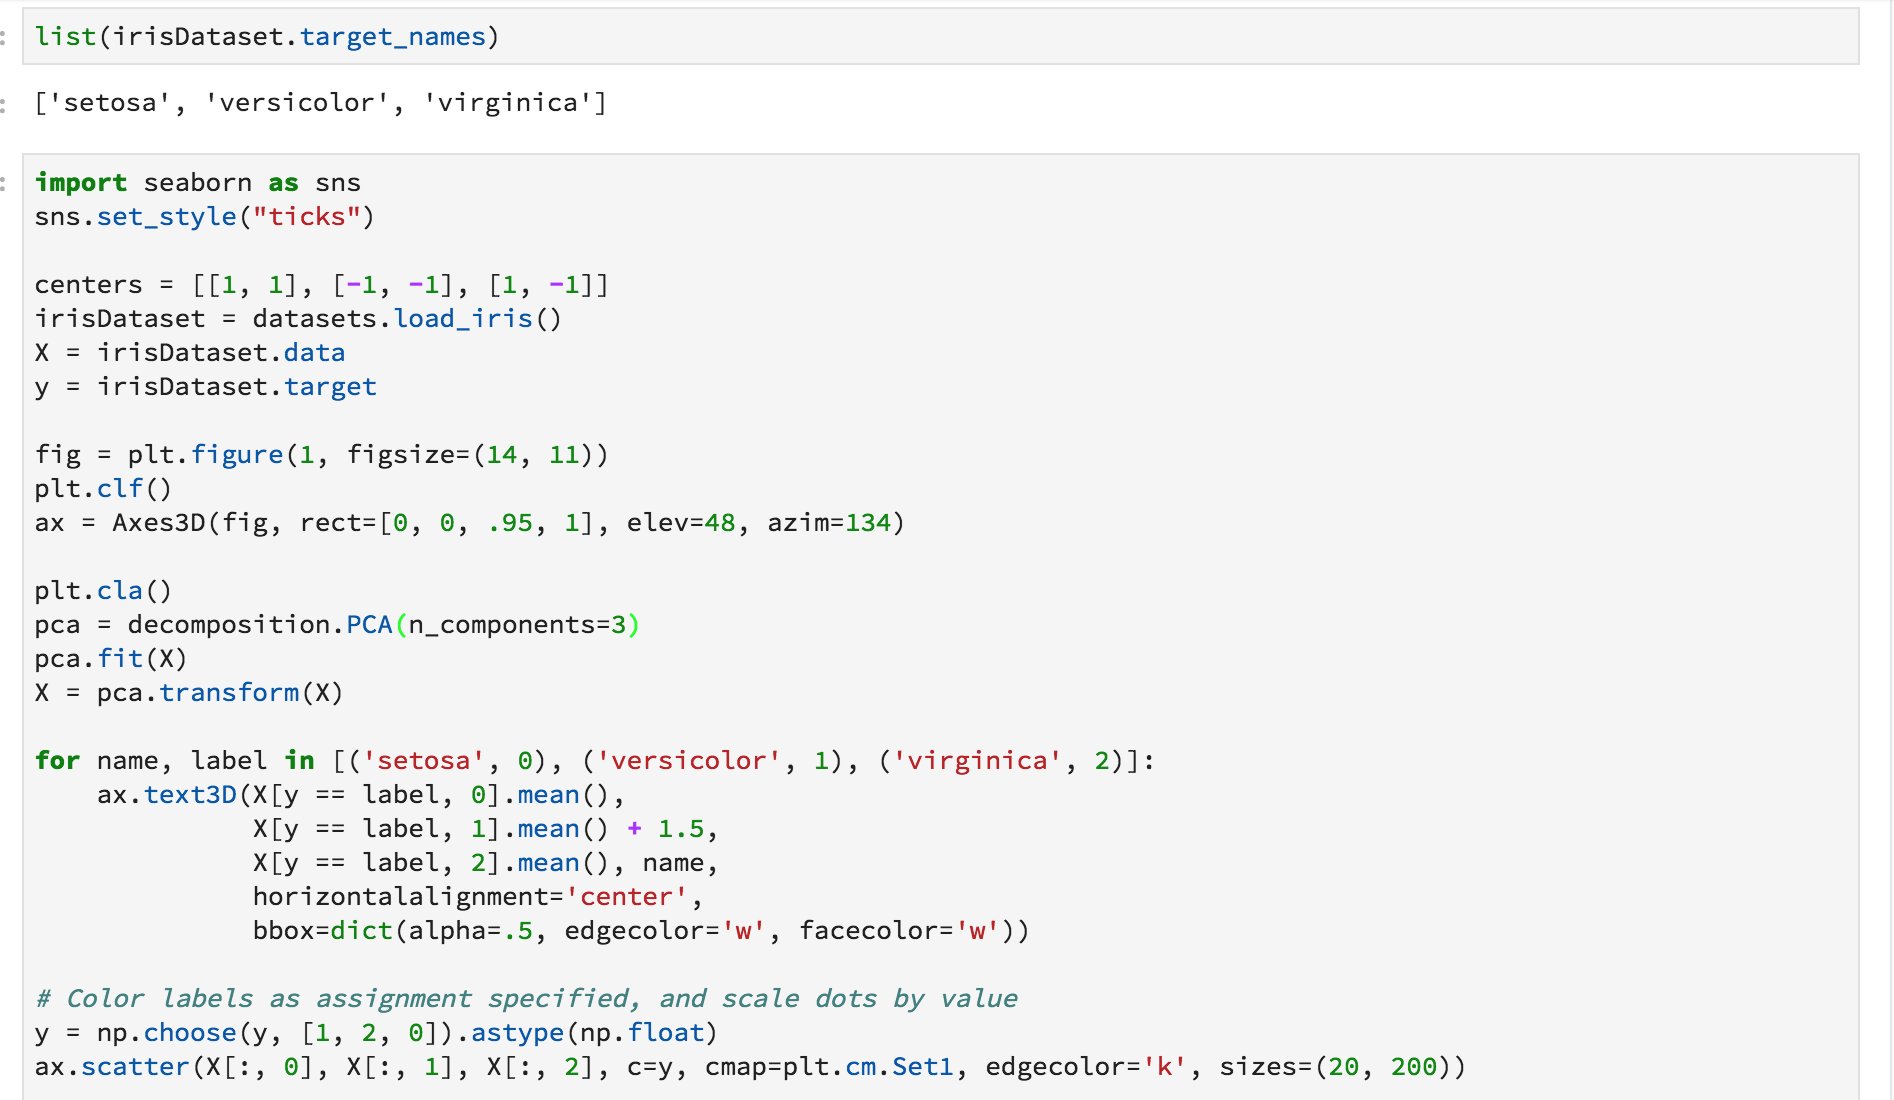 list(irisDataset.target_names)
['setosa', 'versicolor', 'virginica']
import seaborn as sns
sns.set_style("ticks")
centers = [[1, 1], [-1, -1], [1, -1]]
irisDataset = datasets.load_iris()
X = irisDataset.data
y = irisDataset.target
fig = plt.figure(1, figsize=(14, 11))
plt.clf()
ax = Axes3D(fig, rect=[0, 0, .95, 1], elev=48, azim=134)
plt.cla()
pca = decomposition.PCA(n_components=3)
pca.fit(X)
X = pca.transform(X)
for name, label in [('setosa', 0), ('versicolor', 1), ('virginica', 2)]:
    ax.text3D(X[y == label, 0].mean(),
              X[y == label, 1].mean() + 1.5,
              X[y == label, 2].mean(), name,
              horizontalalignment='center',
              bbox=dict(alpha=.5, edgecolor='w', facecolor='w'))
# Color labels as assignment specified, and scale dots by value
y = np.choose(y, [1, 2, 0]).astype(np.float)
ax.scatter(X[:, 0], X[:, 1], X[:, 2], c=y, cmap=plt.cm.Set1, edgecolor='k', sizes=(20, 200))